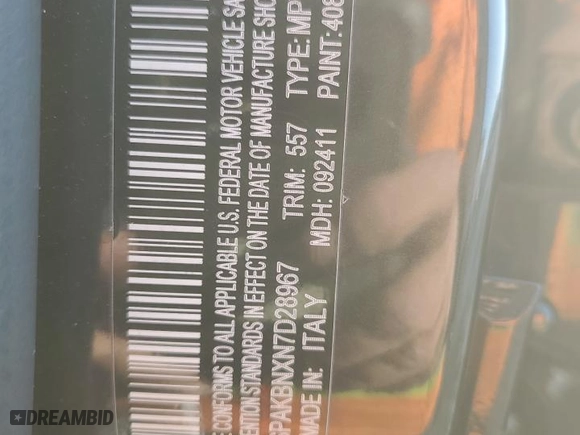 CONFORMS TO ALL APPLICABLE U.S. FEDERAL MOTOR VEHICLE SA
ENTION STANDARDS IN EFFECT ON THE DATE OF MANUFACTURE SHO
PAKBNXN7D28967 TRIM: 557 TYPE: MP
MADE IN: ITALY MDH: 092411 PAINT: 408
DREAMBID